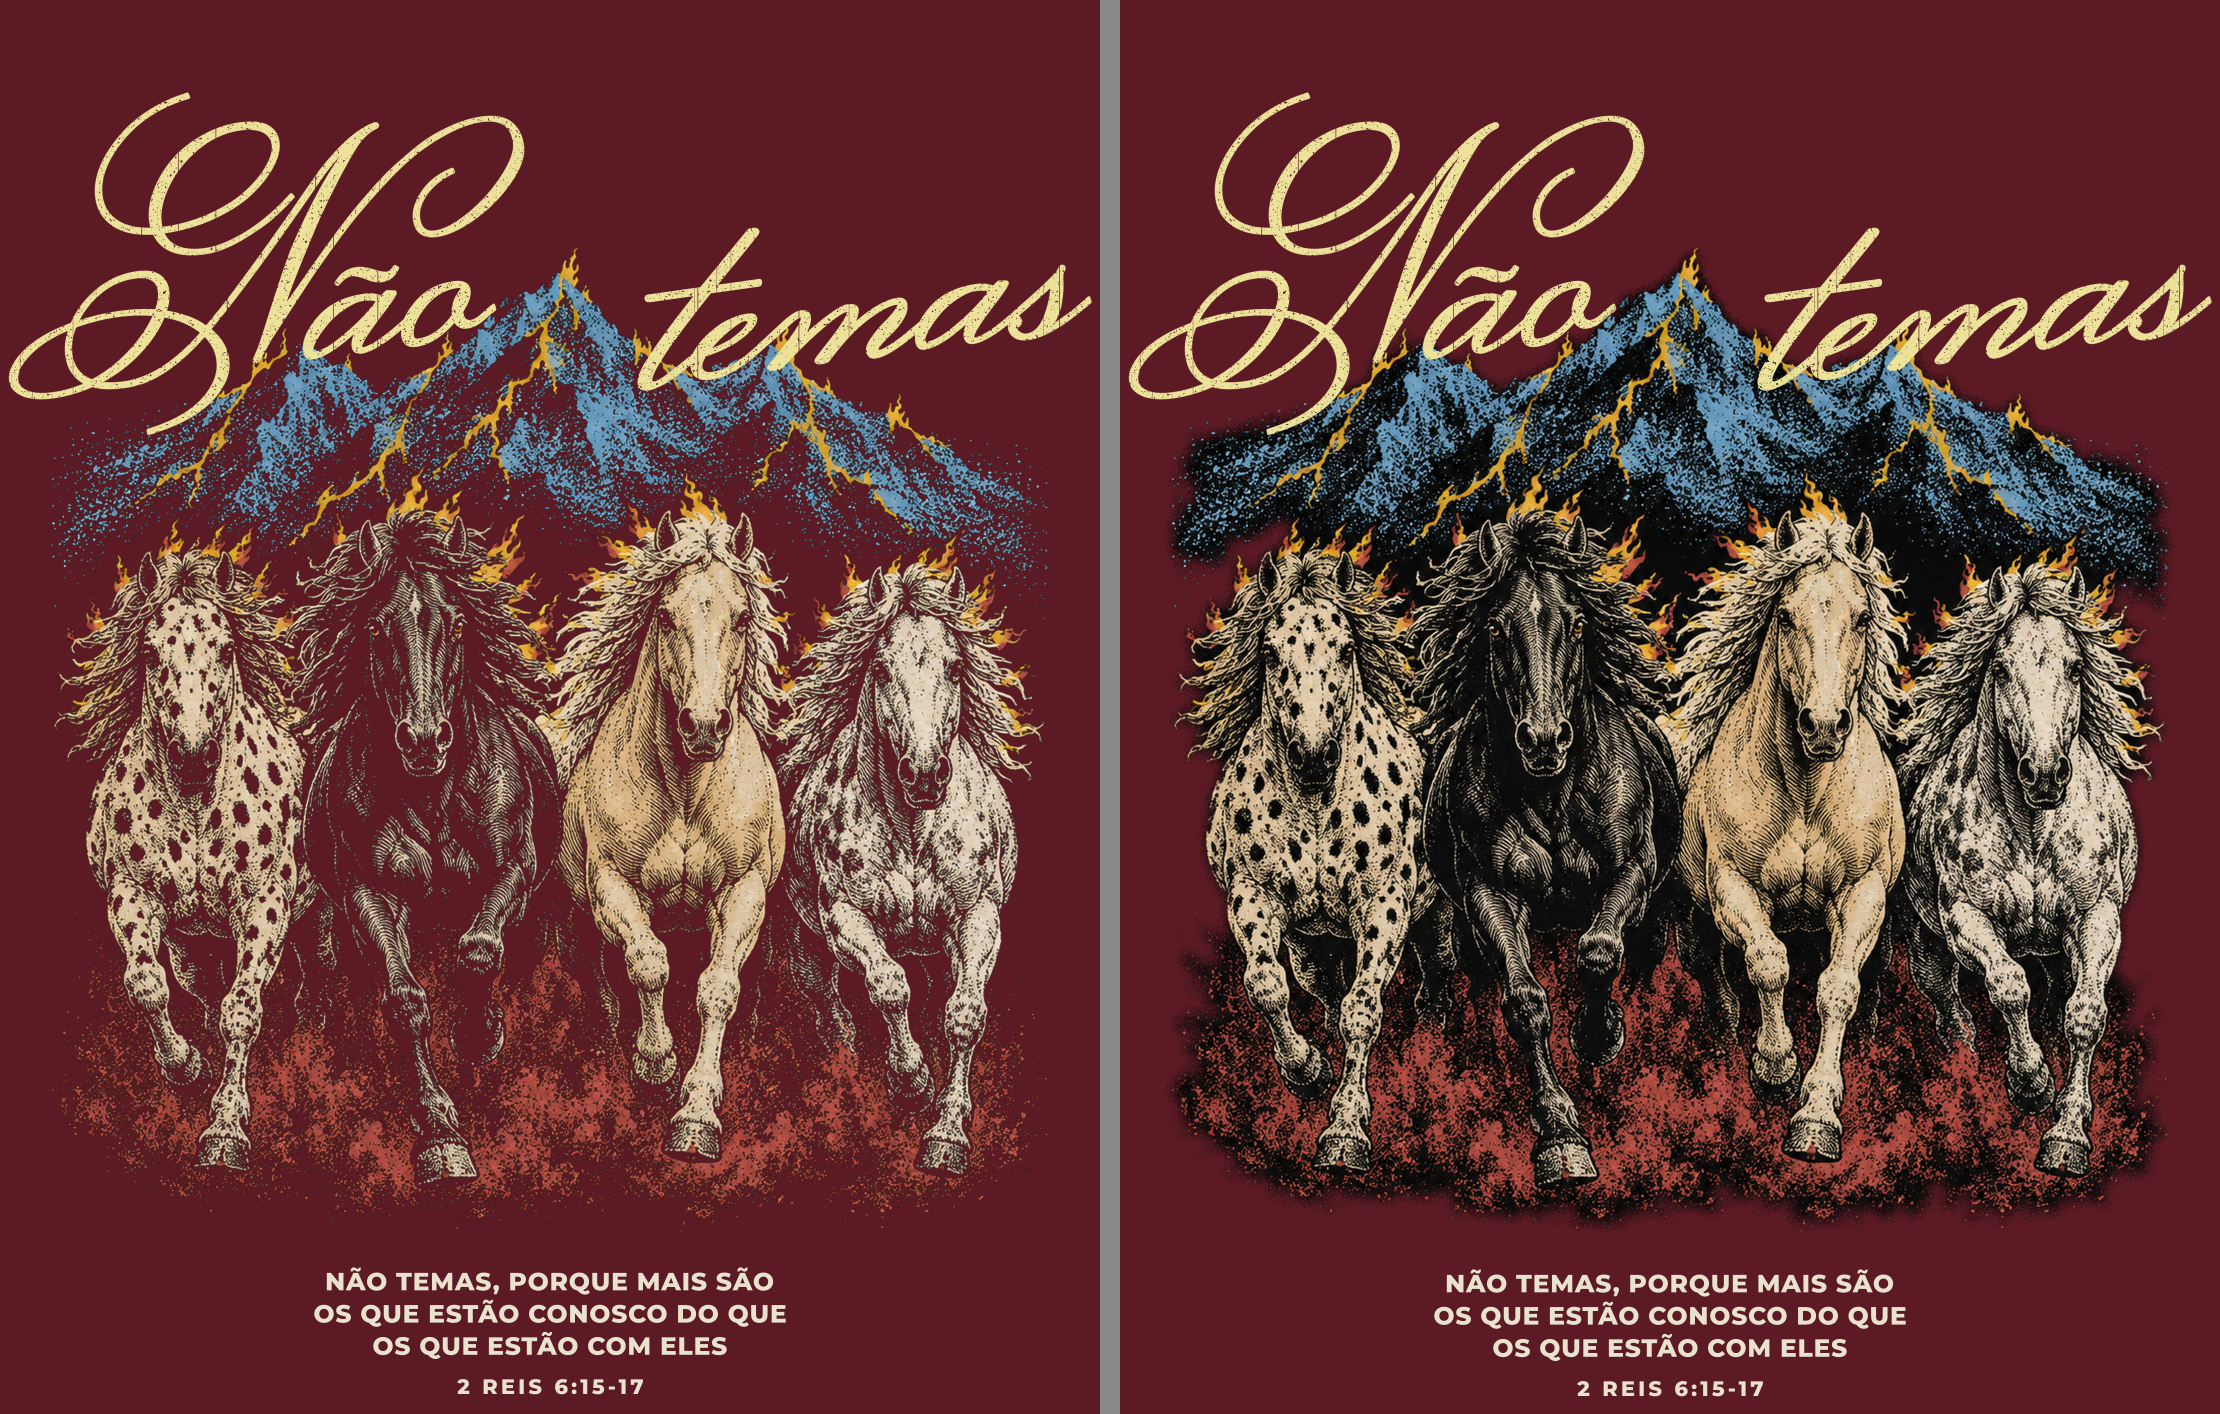 Não temas
NÃO TEMAS, PORQUE MAIS SÃO
OS QUE ESTÃO CONOSCO DO QUE
OS QUE ESTÃO COM ELES
2 REIS 6:15-17
Não temas
NÃO TEMAS, PORQUE MAIS SÃO
OS QUE ESTÃO CONOSCO DO QUE
OS QUE ESTÃO COM ELES
2 REIS 6:15-17